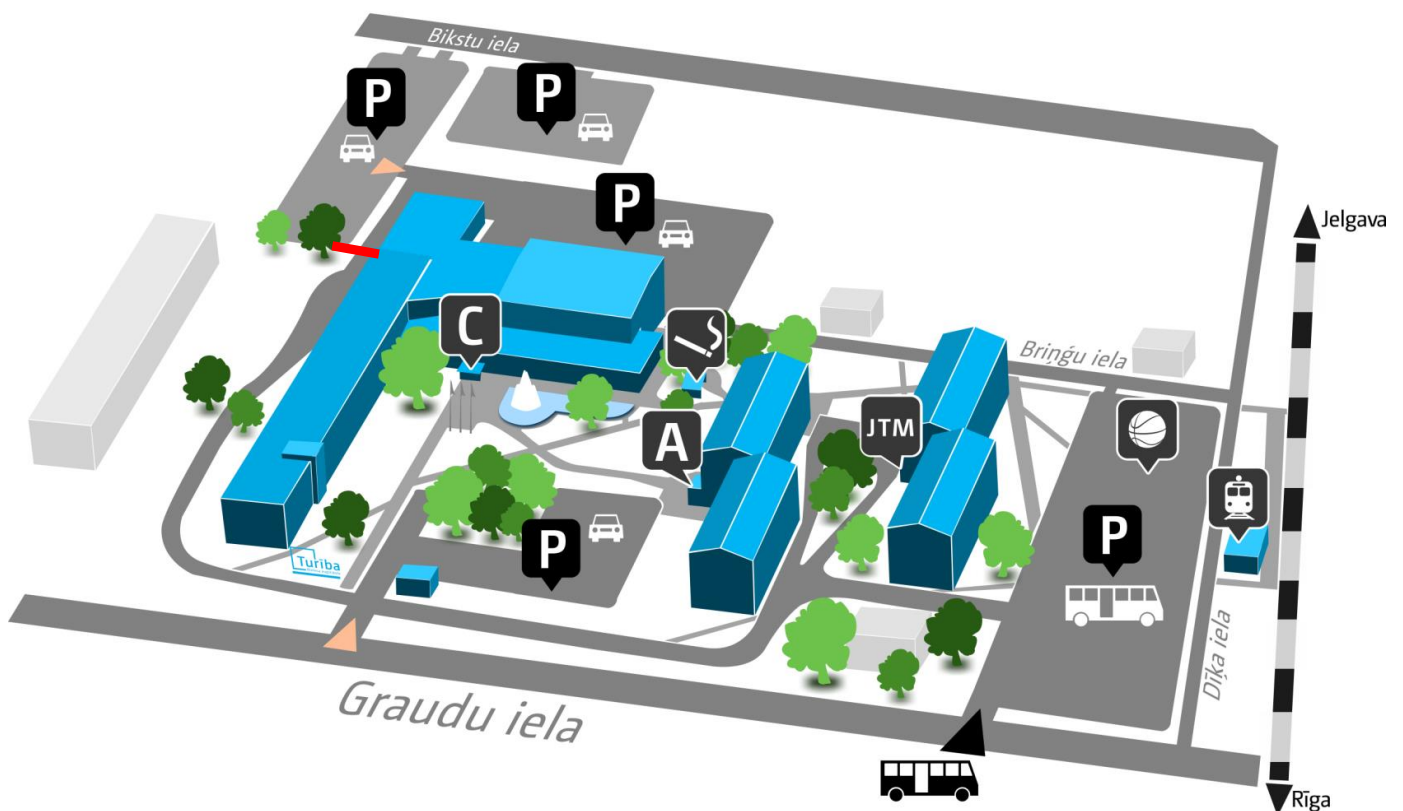 Bikstu iela
P
P
P
Jelgava
C
Briņģu iela
A
JTM
P
P
Turība
Dīķa iela
Graudu iela
Rīga